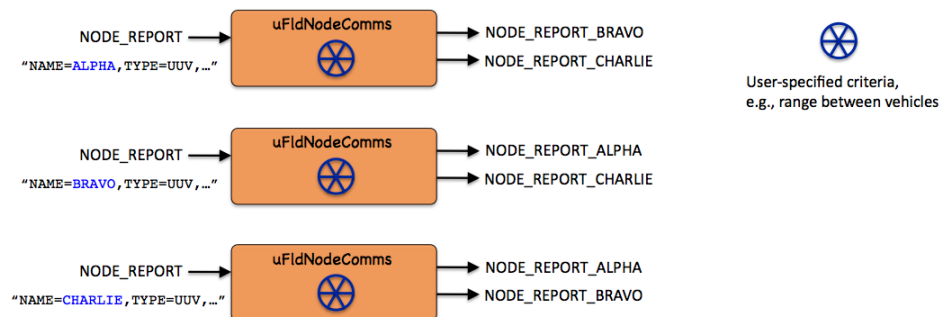 uFldNodeComms
NODE_REPORT
NODE_REPORT_BRAVO
“NAME=ALPHA,TYPE=UUV,…”
NODE_REPORT_CHARLIE
User-specified criteria,
e.g., range between vehicles
uFldNodeComms
NODE_REPORT
NODE_REPORT_ALPHA
“NAME=BRAVO,TYPE=UUV,…”
NODE_REPORT_CHARLIE
uFldNodeComms
NODE_REPORT
NODE_REPORT_ALPHA
“NAME=CHARLIE,TYPE=UUV,…”
NODE_REPORT_BRAVO